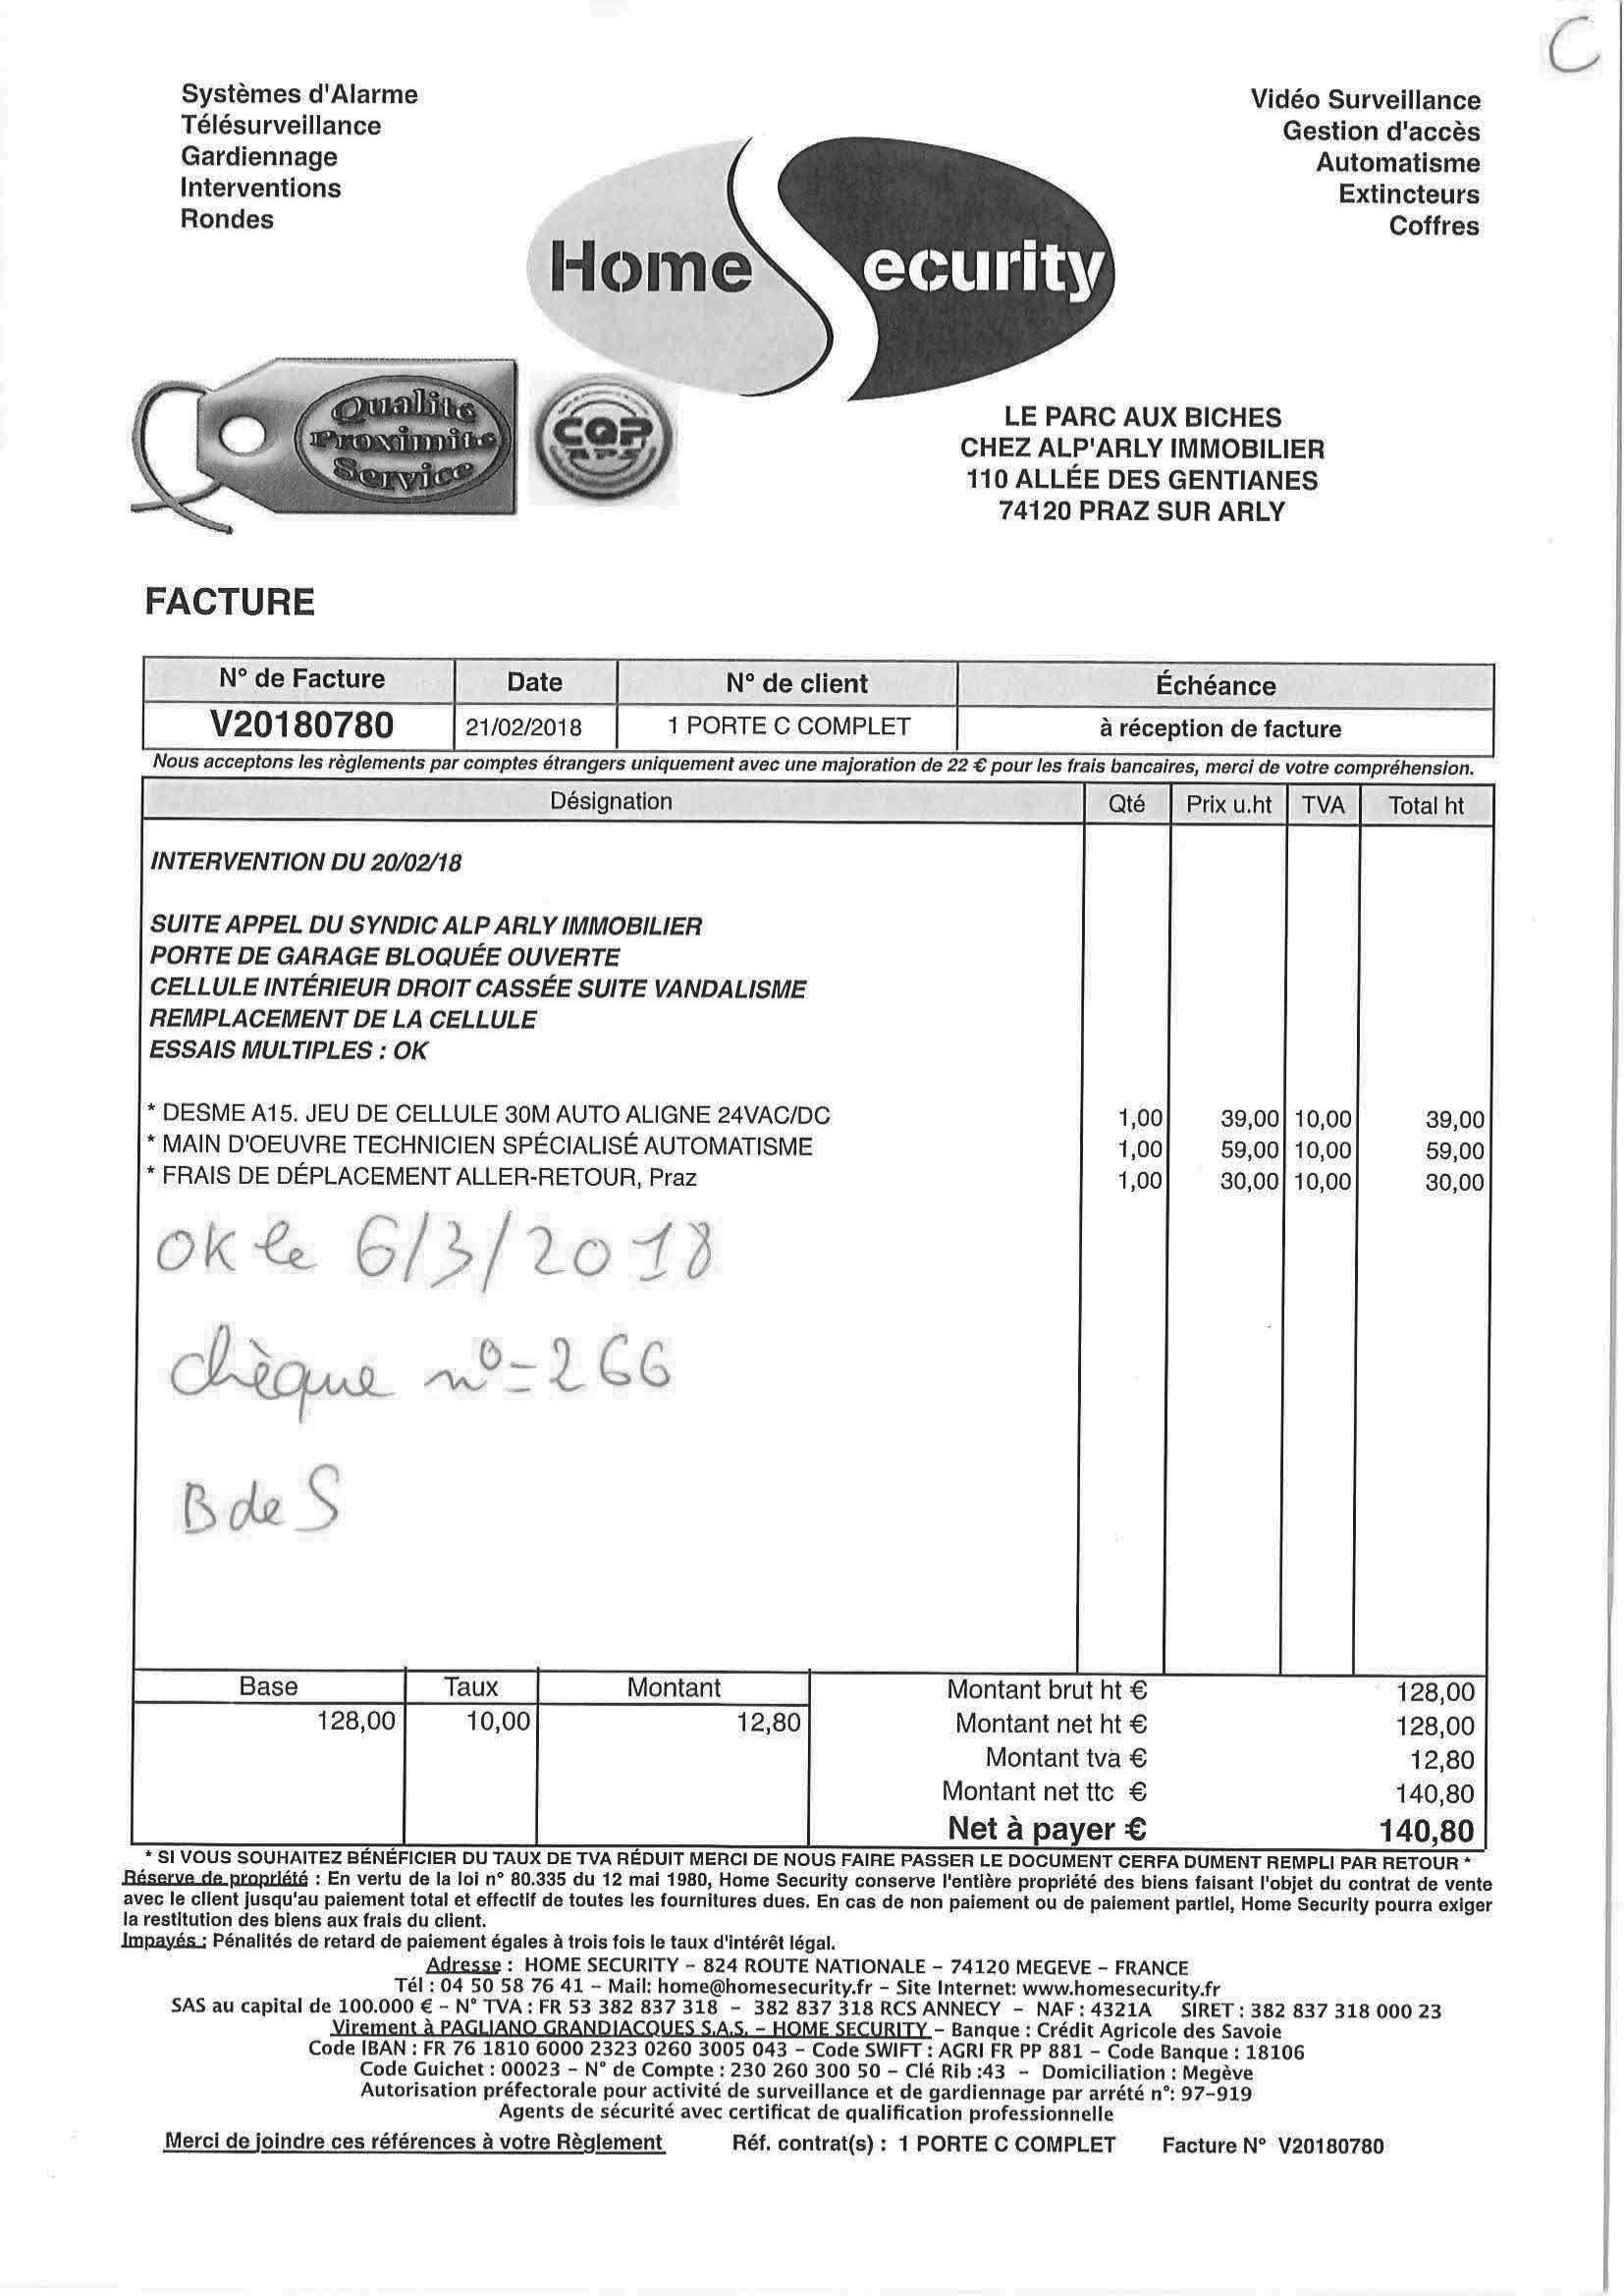 C
Systèmes d'Alarme
Télésurveillance
Gardiennage
Interventions
Rondes
Vidéo Surveillance
Gestion d'accès
Automatisme
Extincteurs
Coffres
Home Security
Qualité
Proximité
Service
CQP
APS
LE PARC AUX BICHES
CHEZ ALP'ARLY IMMOBILIER
110 ALLÉE DES GENTIANES
74120 PRAZ SUR ARLY
FACTURE
N° de Facture Date N° de client Échéance
V20180780 21/02/2018 1 PORTE C COMPLET à réception de facture
Nous acceptons les règlements par comptes étrangers uniquement avec une majoration de 22 € pour les frais bancaires, merci de votre compréhension.
Désignation Qté Prix u.ht TVA Total ht
INTERVENTION DU 20/02/18
SUITE APPEL DU SYNDIC ALP ARLY IMMOBILIER
PORTE DE GARAGE BLOQUÉE OUVERTE
CELLULE INTÉRIEUR DROIT CASSÉE SUITE VANDALISME
REMPLACEMENT DE LA CELLULE
ESSAIS MULTIPLES : OK
* DESME A15. JEU DE CELLULE 30M AUTO ALIGNE 24VAC/DC 1,00 39,00 10,00 39,00
* MAIN D'OEUVRE TECHNICIEN SPÉCIALISÉ AUTOMATISME 1,00 59,00 10,00 59,00
* FRAIS DE DÉPLACEMENT ALLER-RETOUR, Praz 1,00 30,00 10,00 30,00
OK le 6/3/2018
chèque n°=266
B de S
Base Taux Montant
128,00 10,00 12,80
Montant brut ht € 128,00
Montant net ht € 128,00
Montant tva € 12,80
Montant net ttc € 140,80
Net à payer € 140,80
* SI VOUS SOUHAITEZ BÉNÉFICIER DU TAUX DE TVA RÉDUIT MERCI DE NOUS FAIRE PASSER LE DOCUMENT CERFA DUMENT REMPLI PAR RETOUR *
Réserve de propriété : En vertu de la loi n° 80.335 du 12 mai 1980, Home Security conserve l'entière propriété des biens faisant l'objet du contrat de vente
avec le client jusqu'au paiement total et effectif de toutes les fournitures dues. En cas de non paiement ou de paiement partiel, Home Security pourra exiger
la restitution des biens aux frais du client.
Impayés : Pénalités de retard de paiement égales à trois fois le taux d'intérêt légal.
Adresse : HOME SECURITY – 824 ROUTE NATIONALE – 74120 MEGEVE – FRANCE
Tél : 04 50 58 76 41 – Mail: home@homesecurity.fr – Site Internet: www.homesecurity.fr
SAS au capital de 100.000 € – N° TVA : FR 53 382 837 318 – 382 837 318 RCS ANNECY – NAF : 4321A SIRET : 382 837 318 000 23
Virement à PAGLIANO GRANDJACQUES S.A.S. – HOME SECURITY – Banque : Crédit Agricole des Savoie
Code IBAN : FR 76 1810 6000 2323 0260 3005 043 – Code SWIFT : AGRI FR PP 881 – Code Banque : 18106
Code Guichet : 00023 – N° de Compte : 230 260 300 50 – Clé Rib :43 – Domiciliation : Megève
Autorisation préfectorale pour activité de surveillance et de gardiennage par arrété n°: 97-919
Agents de sécurité avec certificat de qualification professionnelle
Merci de joindre ces références à votre Règlement Réf. contrat(s) : 1 PORTE C COMPLET Facture N° V20180780